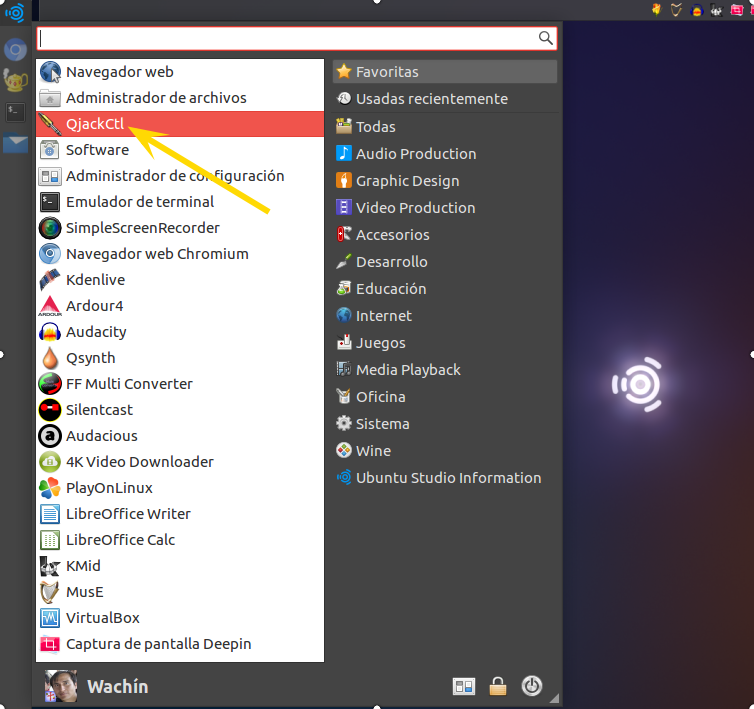 Navegador web
Administrador de archivos
QjackCtl
Software
Administrador de configuración
Emulador de terminal
SimpleScreenRecorder
Navegador web Chromium
Kdenlive
Ardour4
Audacity
Qsynth
FF Multi Converter
Silentcast
Audacious
4K Video Downloader
PlayOnLinux
LibreOffice Writer
LibreOffice Calc
KMid
MusE
VirtualBox
Captura de pantalla Deepin
Favoritas
Usadas recientemente
Todas
Audio Production
Graphic Design
Video Production
Accesorios
Desarrollo
Educación
Internet
Juegos
Media Playback
Oficina
Sistema
Wine
Ubuntu Studio Information
Wachín